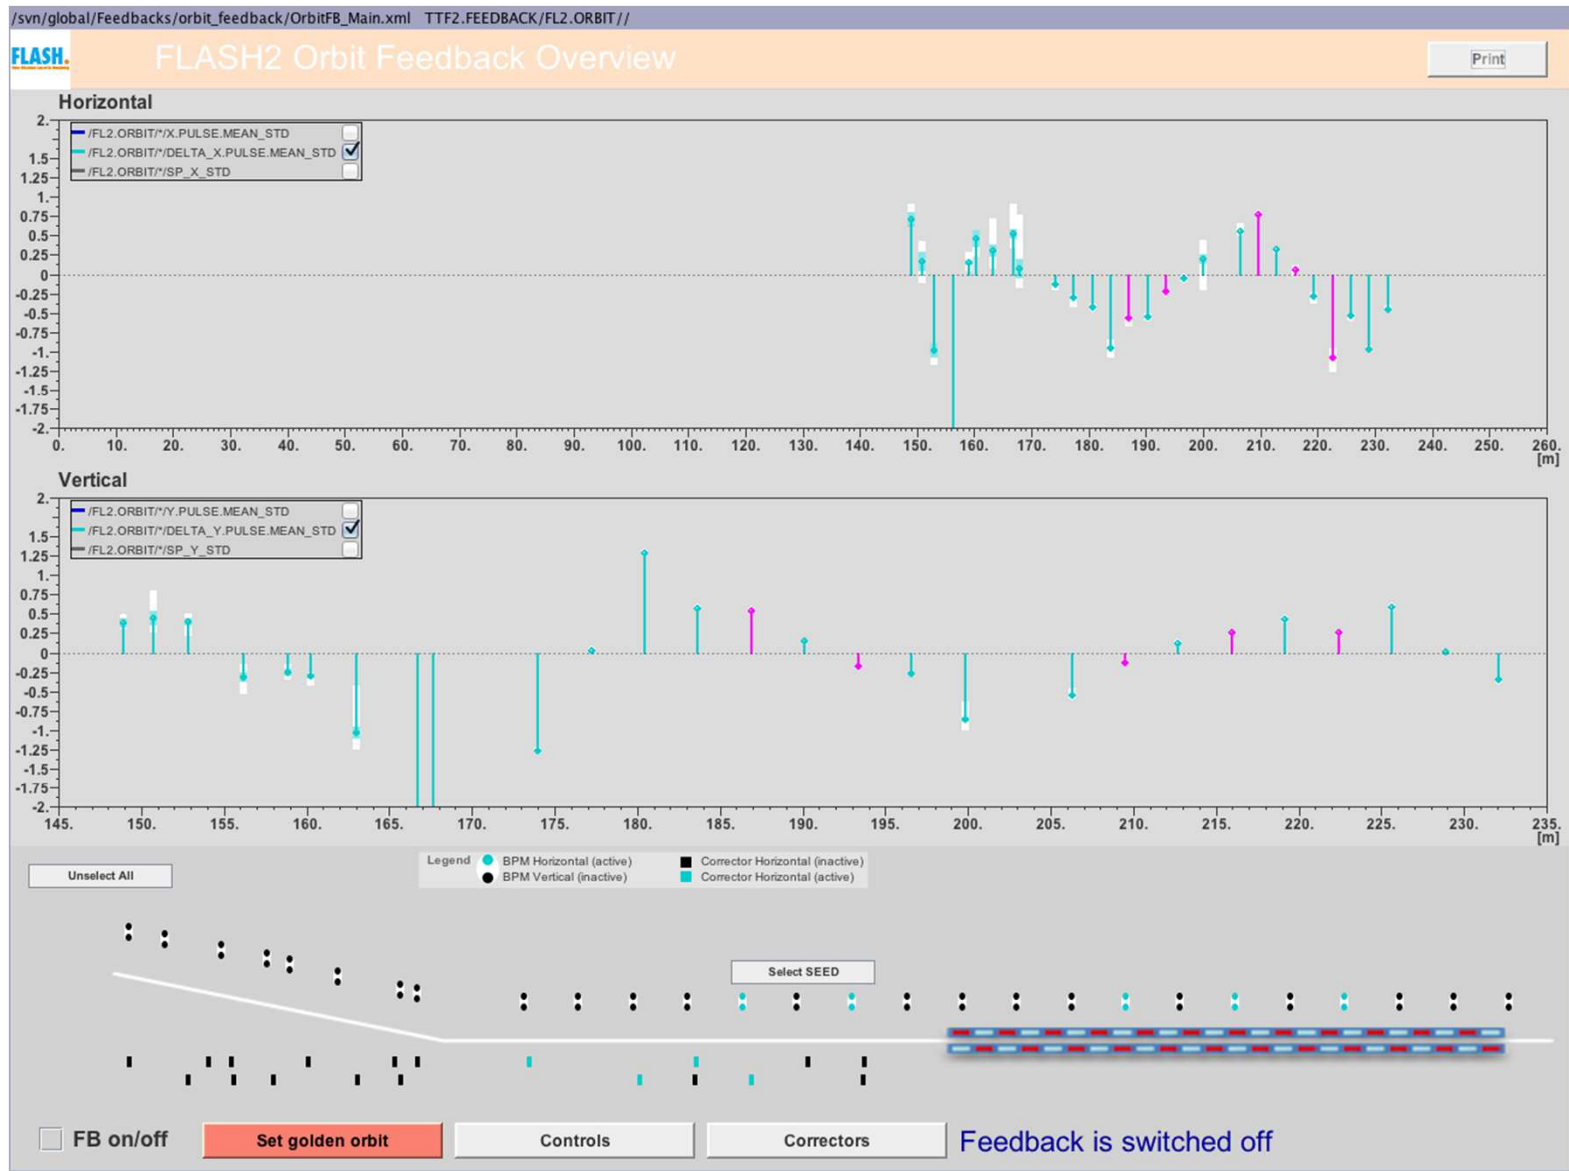 /svn/global/Feedbacks/orbit_feedback/OrbitFB_Main.xml TTF2.FEEDBACK/FL2.ORBIT//
FLASH.
FLASH2 Orbit Feedback Overview
Print
Horizontal
/FL2.ORBIT/*/X.PULSE.MEAN_STD
/FL2.ORBIT/*/DELTA_X.PULSE.MEAN_STD
/FL2.ORBIT/*/SP_X_STD
2.
1.5
1.25
1.
0.75
0.5
0.25
0
-0.25
-0.5
-0.75
-1.
-1.25
-1.5
-1.75
-2.
0. 10. 20. 30. 40. 50. 60. 70. 80. 90. 100. 110. 120. 130. 140. 150. 160. 170. 180. 190. 200. 210. 220. 230. 240. 250. 260.
[m]
Vertical
/FL2.ORBIT/*/Y.PULSE.MEAN_STD
/FL2.ORBIT/*/DELTA_Y.PULSE.MEAN_STD
/FL2.ORBIT/*/SP_Y_STD
2.
1.5
1.25
1.
0.75
0.5
0.25
0
-0.25
-0.5
-0.75
-1.
-1.25
-1.5
-1.75
-2.
145. 150. 155. 160. 165. 170. 175. 180. 185. 190. 195. 200. 205. 210. 215. 220. 225. 230. 235.
[m]
Unselect All
Legend BPM Horizontal (active) Corrector Horizontal (inactive)
BPM Vertical (inactive) Corrector Horizontal (active)
Select SEED
FB on/off Set golden orbit Controls Correctors Feedback is switched off